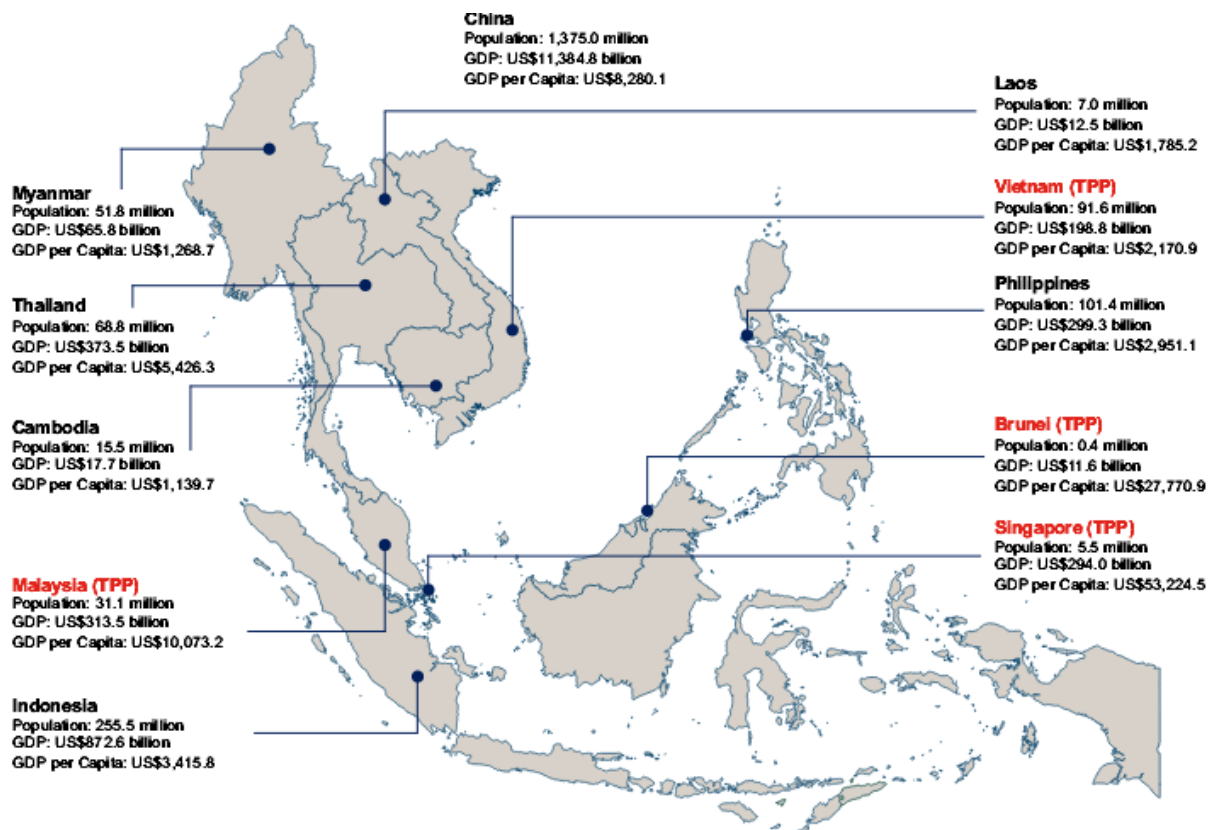 China
Population: 1,375.0 million
GDP: US$11,384.8 billion
GDP per Capita: US$8,280.1
Laos
Population: 7.0 million
GDP: US$12.5 billion
GDP per Capita: US$1,785.2
Myanmar
Population: 51.8 million
GDP: US$65.8 billion
GDP per Capita: US$1,268.7
Vietnam (TPP)
Population: 91.6 million
GDP: US$198.8 billion
GDP per Capita: US$2,170.9
Thailand
Population: 68.8 million
GDP: US$373.5 billion
GDP per Capita: US$5,426.3
Philippines
Population: 101.4 million
GDP: US$299.3 billion
GDP per Capita: US$2,951.1
Cambodia
Population: 15.5 million
GDP: US$17.7 billion
GDP per Capita: US$1,139.7
Brunei (TPP)
Population: 0.4 million
GDP: US$11.6 billion
GDP per Capita: US$27,770.9
Singapore (TPP)
Population: 5.5 million
GDP: US$294.0 billion
GDP per Capita: US$53,224.5
Malaysia (TPP)
Population: 31.1 million
GDP: US$313.5 billion
GDP per Capita: US$10,073.2
Indonesia
Population: 255.5 million
GDP: US$872.6 billion
GDP per Capita: US$3,415.8